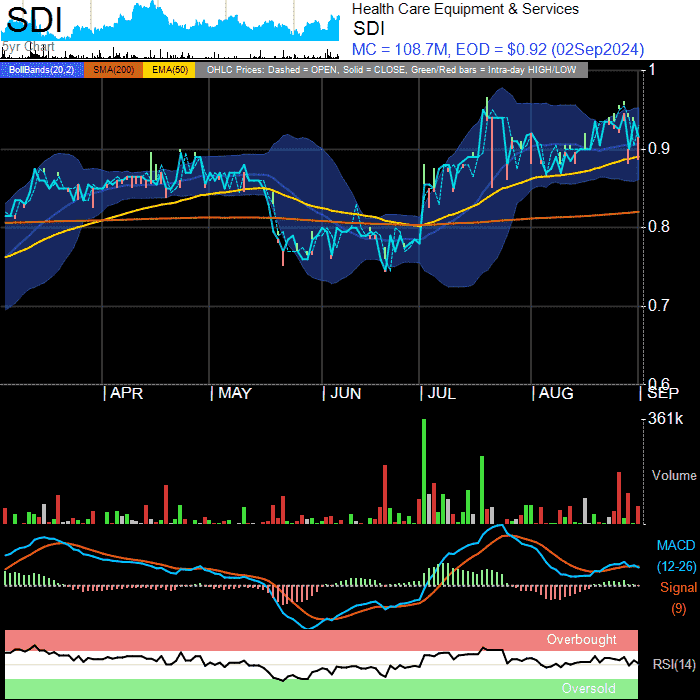 SDI
5yr Chart
Health Care Equipment & Services
SDI
MC = 108.7M, EOD = $0.92 (02Sep2024)
BollBands(20,2) SMA(200) EMA(50) OHLC Prices: Dashed = OPEN, Solid = CLOSE, Green/Red bars = Intra-day HIGH/LOW
1
0.9
0.8
0.7
0.6
APR MAY JUN JUL AUG SEP
361k
Volume
MACD
(12-26)
Signal
(9)
Overbought
RSI(14)
Oversold